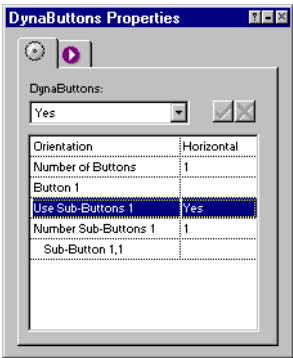 DynaButtons Properties
DynaButtons:
Yes
Orientation Horizontal
Number of Buttons 1
Button 1
Use Sub-Buttons 1 Yes
Number Sub-Buttons 1 1
Sub-Button 1,1